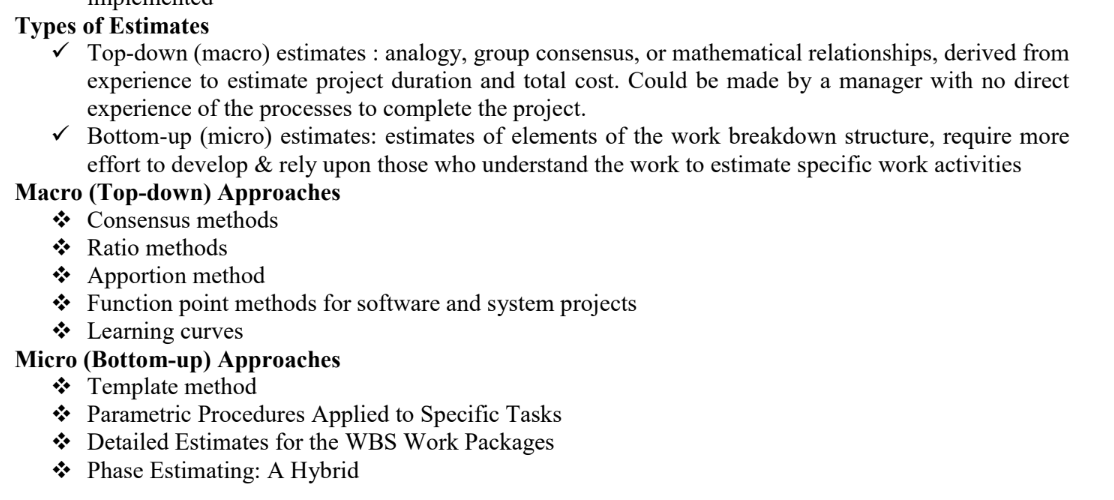 implemented
Types of Estimates
✓ Top-down (macro) estimates : analogy, group consensus, or mathematical relationships, derived from
experience to estimate project duration and total cost. Could be made by a manager with no direct
experience of the processes to complete the project.
✓ Bottom-up (micro) estimates: estimates of elements of the work breakdown structure, require more
effort to develop & rely upon those who understand the work to estimate specific work activities
Macro (Top-down) Approaches
❖ Consensus methods
❖ Ratio methods
❖ Apportion method
❖ Function point methods for software and system projects
❖ Learning curves
Micro (Bottom-up) Approaches
❖ Template method
❖ Parametric Procedures Applied to Specific Tasks
❖ Detailed Estimates for the WBS Work Packages
❖ Phase Estimating: A Hybrid